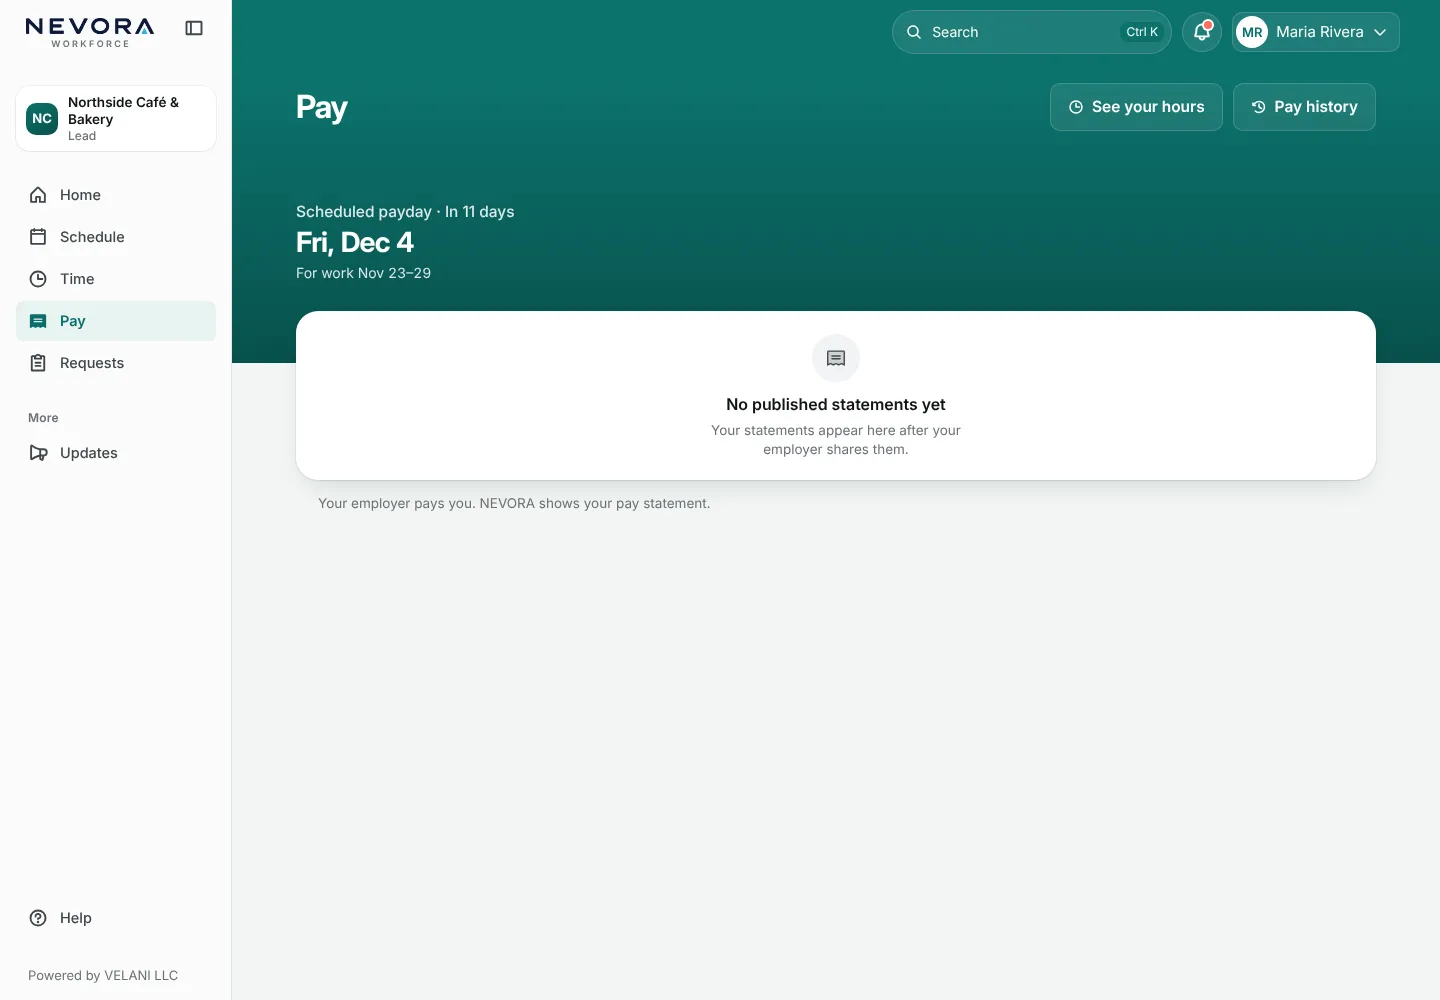 NEVORA
WORKFORCE
Northside Café &
Bakery
NC
Lead
Home
Schedule
Time
Pay
Requests
More
Updates
Help
Powered by VELANI LLC
Search
Ctrl K
MR
Maria Rivera
Pay
See your hours
Pay history
Scheduled payday · In 11 days
Fri, Dec 4
For work Nov 23–29
No published statements yet
Your statements appear here after your
employer shares them.
Your employer pays you. NEVORA shows your pay statement.